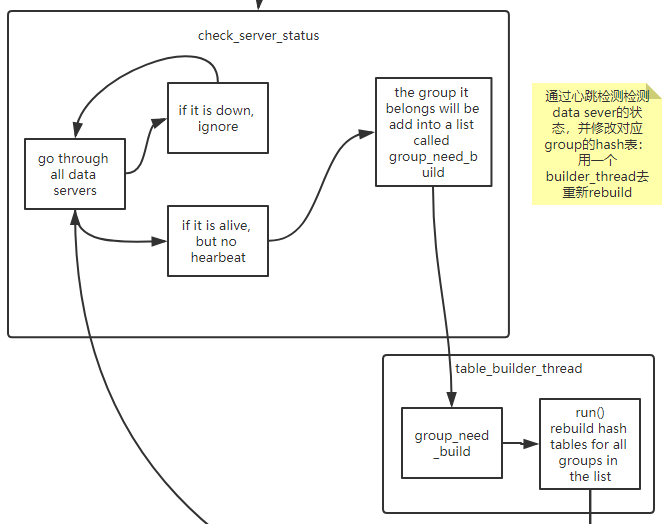 check_server_status
if it is down,
ignore
go through
all data
servers
if it is alive,
but no
hearbeat
the group it
belongs will be
add into a list
called
group_need_b
uild
通过心跳检测检测
data sever的状
态，并修改对应
group的hash表：
用一个
builder_thread去
重新rebuild
table_builder_thread
group_need
_build
run()
rebuild hash
tables for all
groups in
the list